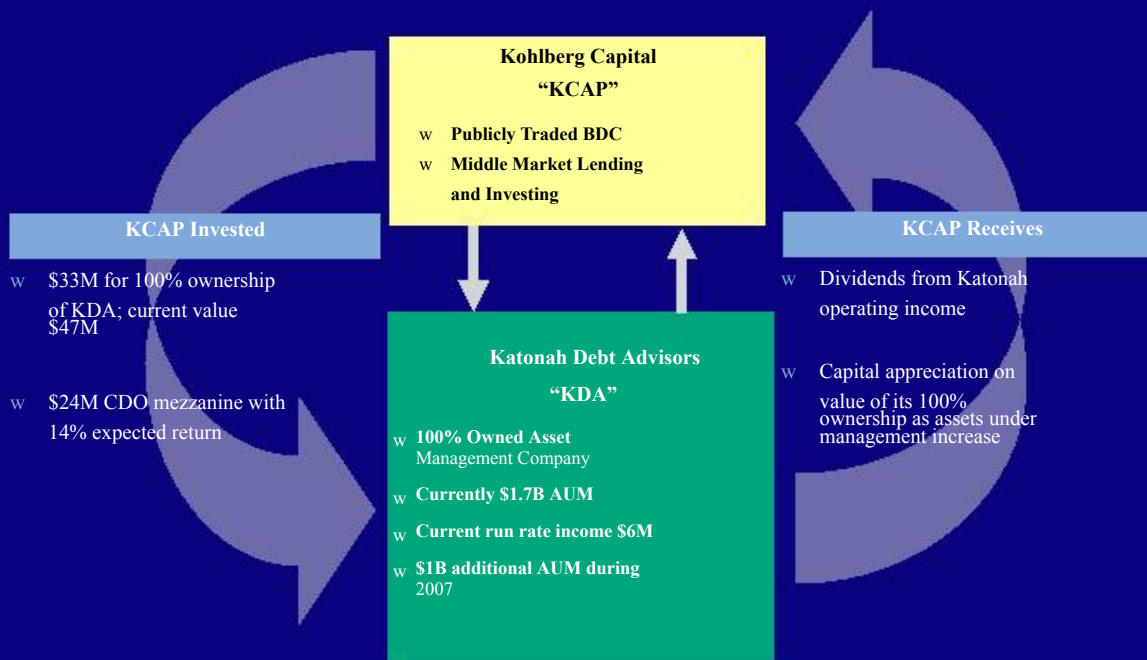 Kohlberg Capital
“KCAP”
w Publicly Traded BDC
w Middle Market Lending
and Investing
KCAP Invested
w $33M for 100% ownership
of KDA; current value
$47M
w $24M CDO mezzanine with
14% expected return
KCAP Receives
w Dividends from Katonah
operating income
w Capital appreciation on
value of its 100%
ownership as assets under
management increase
Katonah Debt Advisors
“KDA”
w 100% Owned Asset
Management Company
w Currently $1.7B AUM
w Current run rate income $6M
w $1B additional AUM during
2007